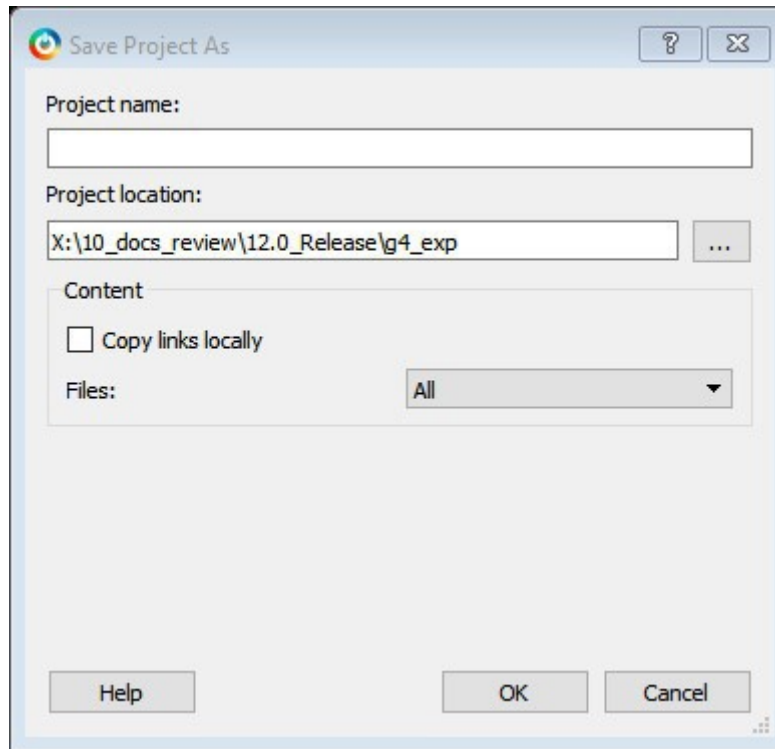 Save Project As
Project name:
Project location:
X:\10_docs_review\12.0_Release\g4_exp
...
Content
Copy links locally
Files:
All
Help
OK
Cancel